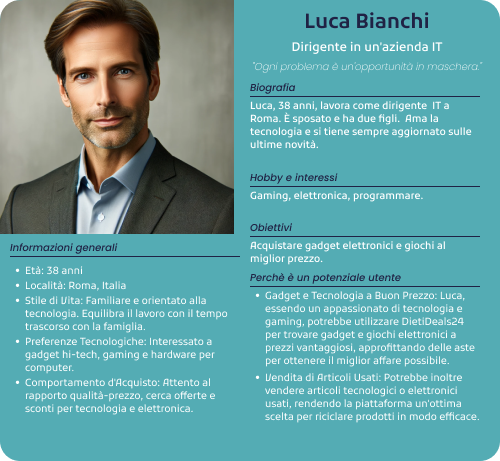 Luca Bianchi
Dirigente in un'azienda IT
"Ogni problema è un'opportunità in maschera."
Biografia
Luca, 38 anni, lavora come dirigente IT a
Roma. È sposato e ha due figli. Ama la
tecnologia e si tiene sempre aggiornato sulle
ultime novità.
Hobby e interessi
Gaming, elettronica, programmare.
Obiettivi
Acquistare gadget elettronici e giochi al
miglior prezzo.
Perchè è un potenziale utente
• Gadget e Tecnologia a Buon Prezzo: Luca,
essendo un appassionato di tecnologia e
gaming, potrebbe utilizzare DietiDeals24
per trovare gadget e giochi elettronici a
prezzi vantaggiosi, approfittando delle aste
per ottenere il miglior affare possibile.
• Vendita di Articoli Usati: Potrebbe inoltre
vendere articoli tecnologici o elettronici
usati, rendendo la piattaforma un'ottima
scelta per riciclare prodotti in modo efficace.
Informazioni generali
• Età: 38 anni
• Località: Roma, Italia
• Stile di Vita: Familiare e orientato alla
tecnologia. Equilibra il lavoro con il tempo
trascorso con la famiglia.
• Preferenze Tecnologiche: Interessato a
gadget hi-tech, gaming e hardware per
computer.
• Comportamento d'Acquisto: Attento al
rapporto qualità-prezzo, cerca offerte e
sconti per tecnologia e elettronica.